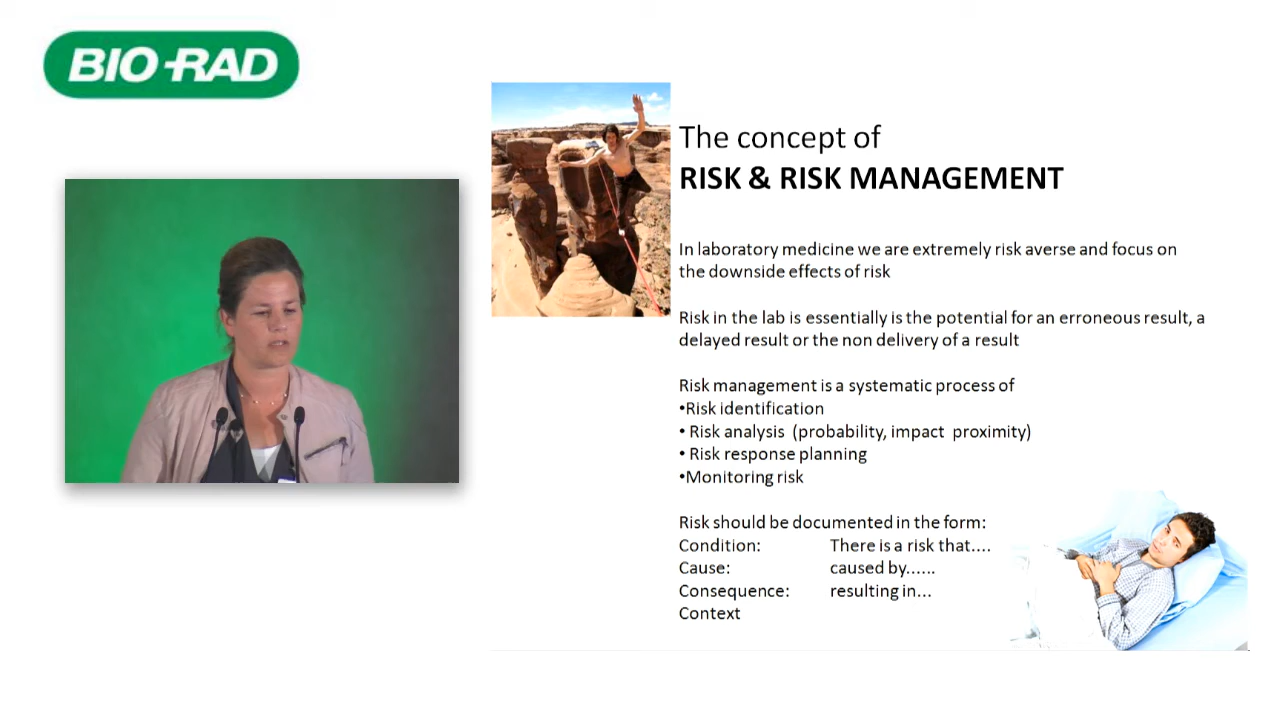 BIO-RAD
The concept of
RISK & RISK MANAGEMENT
In laboratory medicine we are extremely risk averse and focus on
the downside effects of risk
Risk in the lab is essentially is the potential for an erroneous result, a
delayed result or the non delivery of a result
Risk management is a systematic process of
•Risk identification
• Risk analysis (probability, impact proximity)
• Risk response planning
•Monitoring risk
Risk should be documented in the form:
Condition: There is a risk that....
Cause: caused by......
Consequence: resulting in...
Context